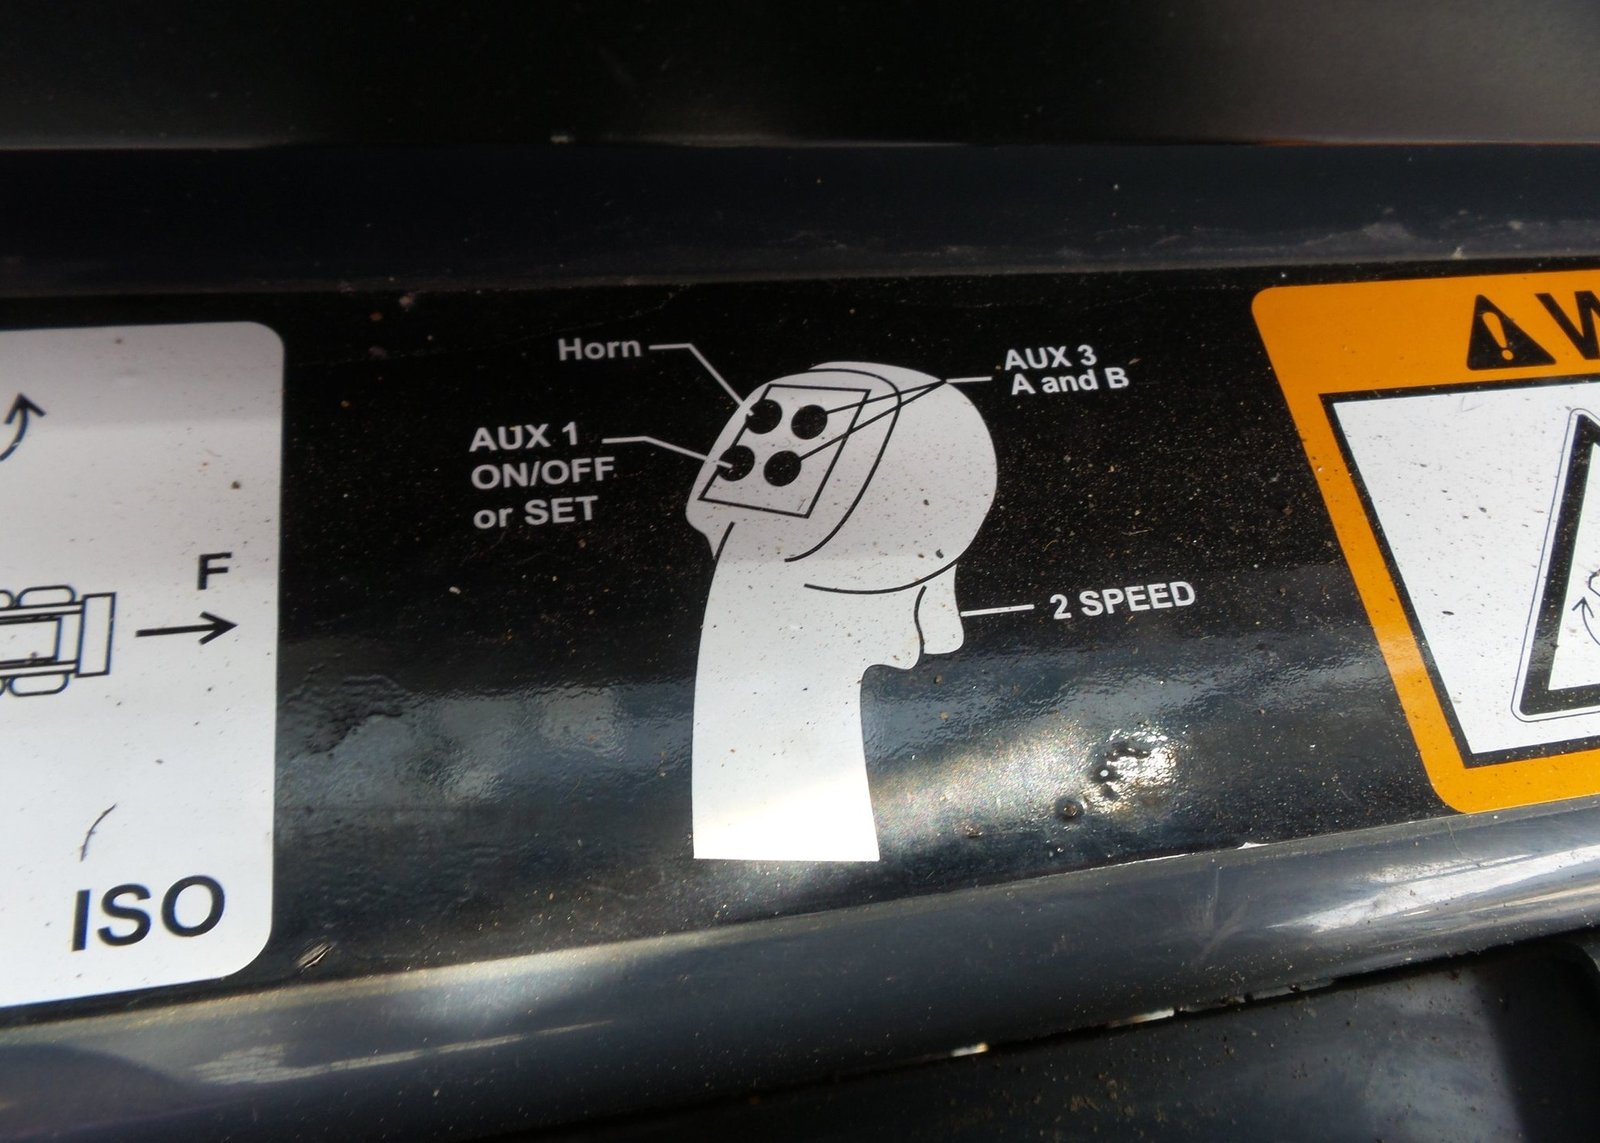 Horn
AUX 3
A and B
AUX 1
ON/OFF
or SET
F
2 SPEED
ISO